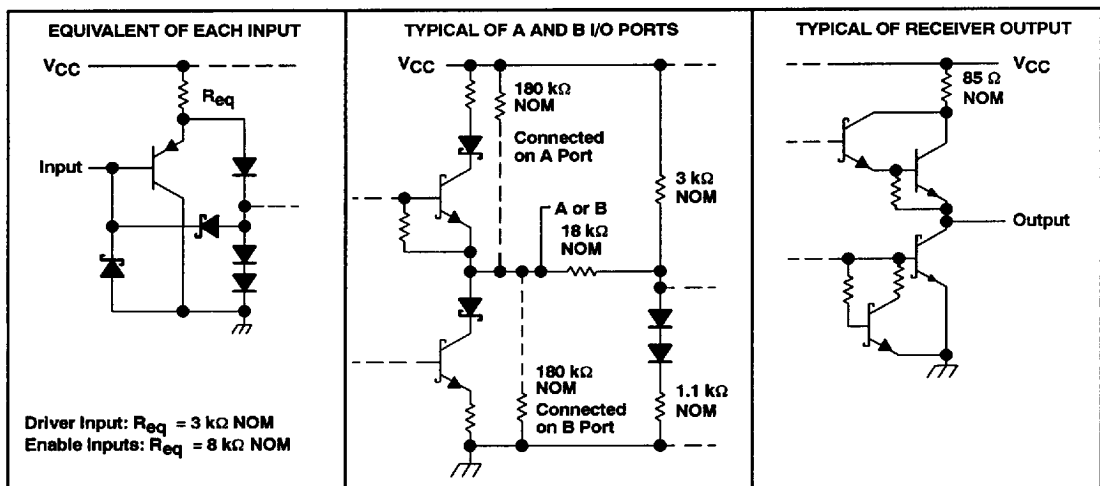 EQUIVALENT OF EACH INPUT
VCC
Req
Input
Driver Input: Req = 3 kΩ NOM
Enable Inputs: Req = 8 kΩ NOM
TYPICAL OF A AND B I/O PORTS
VCC
180 kΩ
NOM
Connected
on A Port
3 kΩ
NOM
A or B
18 kΩ
NOM
180 kΩ
NOM
Connected
on B Port
1.1 kΩ
NOM
TYPICAL OF RECEIVER OUTPUT
VCC
85 Ω
NOM
Output